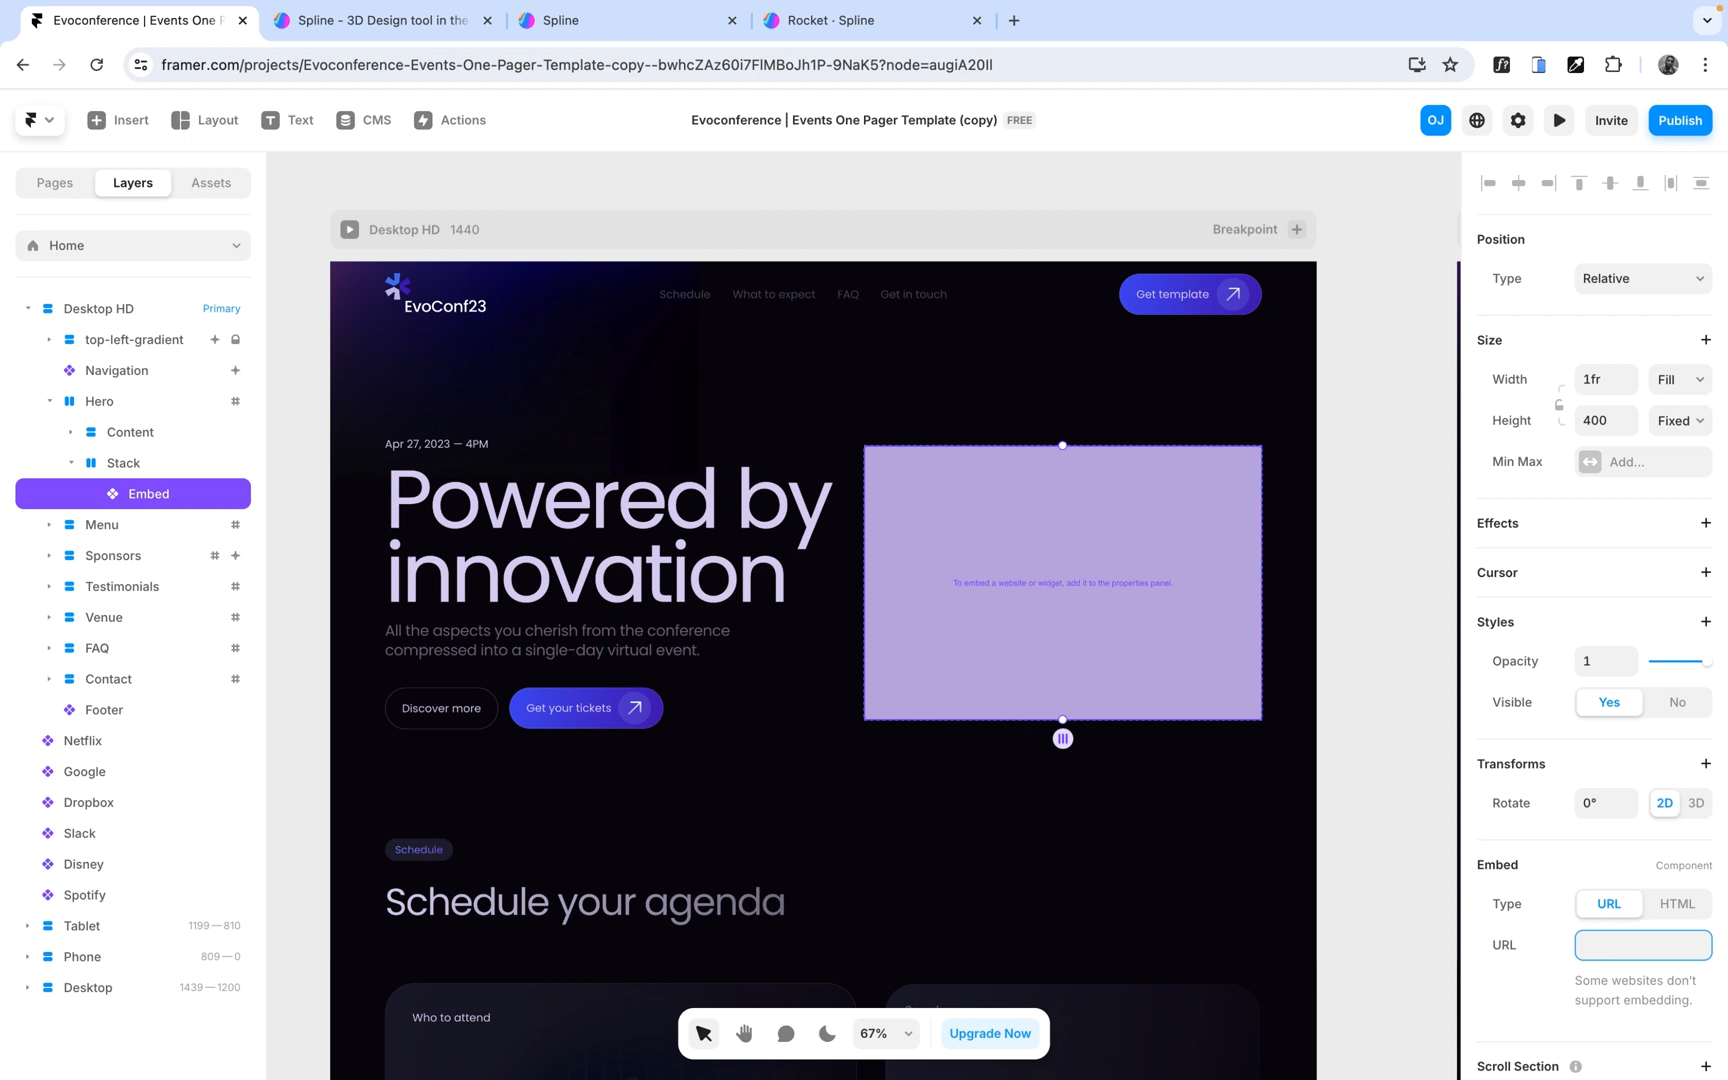 Evoconference | Events One P
Spline - 3D Design tool in the
Spline
Rocket · Spline
framer.com/projects/Evoconference-Events-One-Pager-Template-copy--bwhcZAz60i7FlMBoJh1P-9NaK5?node=augiA20Il
Insert
Layout
Text
CMS
Actions
Evoconference | Events One Pager Template (copy)
FREE
OJ
Invite
Publish
Pages
Layers
Assets
Home
Desktop HD
Primary
top-left-gradient
Navigation
Hero
Content
Stack
Embed
Menu
Sponsors
Testimonials
Venue
FAQ
Contact
Footer
Netflix
Google
Dropbox
Slack
Disney
Spotify
Tablet
1199 — 810
Phone
809 — 0
Desktop
1439 — 1200
Desktop HD
1440
Breakpoint
EvoConf23
Schedule
What to expect
FAQ
Get in touch
Get template
Apr 27, 2023 — 4PM
Powered by
innovation
All the aspects you cherish from the conference
compressed into a single-day virtual event.
Discover more
Get your tickets
To embed a website or widget, add it to the properties panel.
Schedule
Schedule your agenda
Who to attend
67%
Upgrade Now
Position
Type
Relative
Size
Width
1fr
Fill
Height
400
Fixed
Min Max
Add...
Effects
Cursor
Styles
Opacity
1
Visible
Yes
No
Transforms
Rotate
0°
2D
3D
Embed
Component
Type
URL
HTML
URL
Some websites don't
support embedding.
Scroll Section